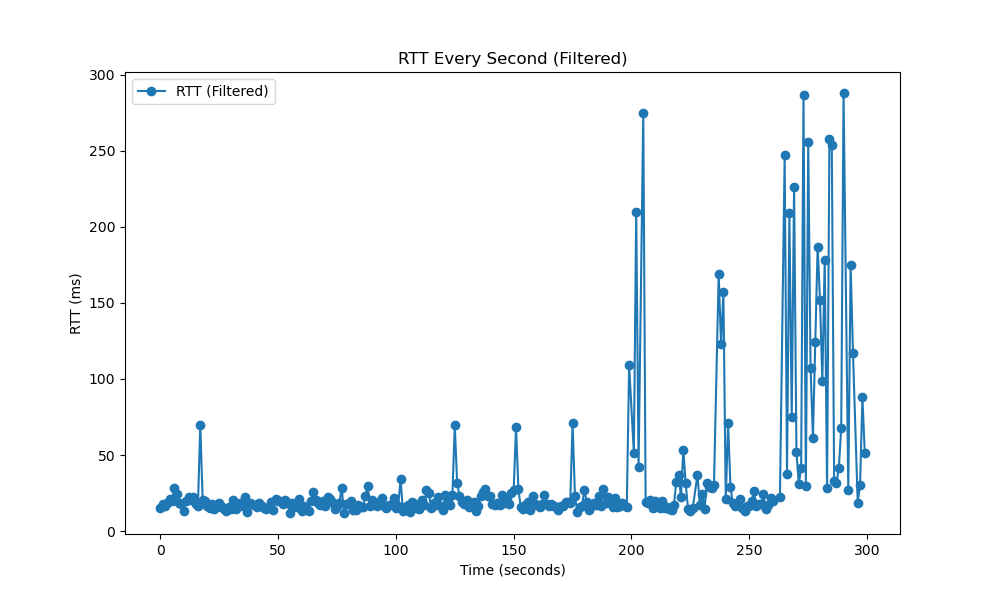 RTT Every Second (Filtered)
RTT (Filtered)
RTT (ms)
300
250
200
150
100
50
0
0 50 100 150 200 250 300
Time (seconds)